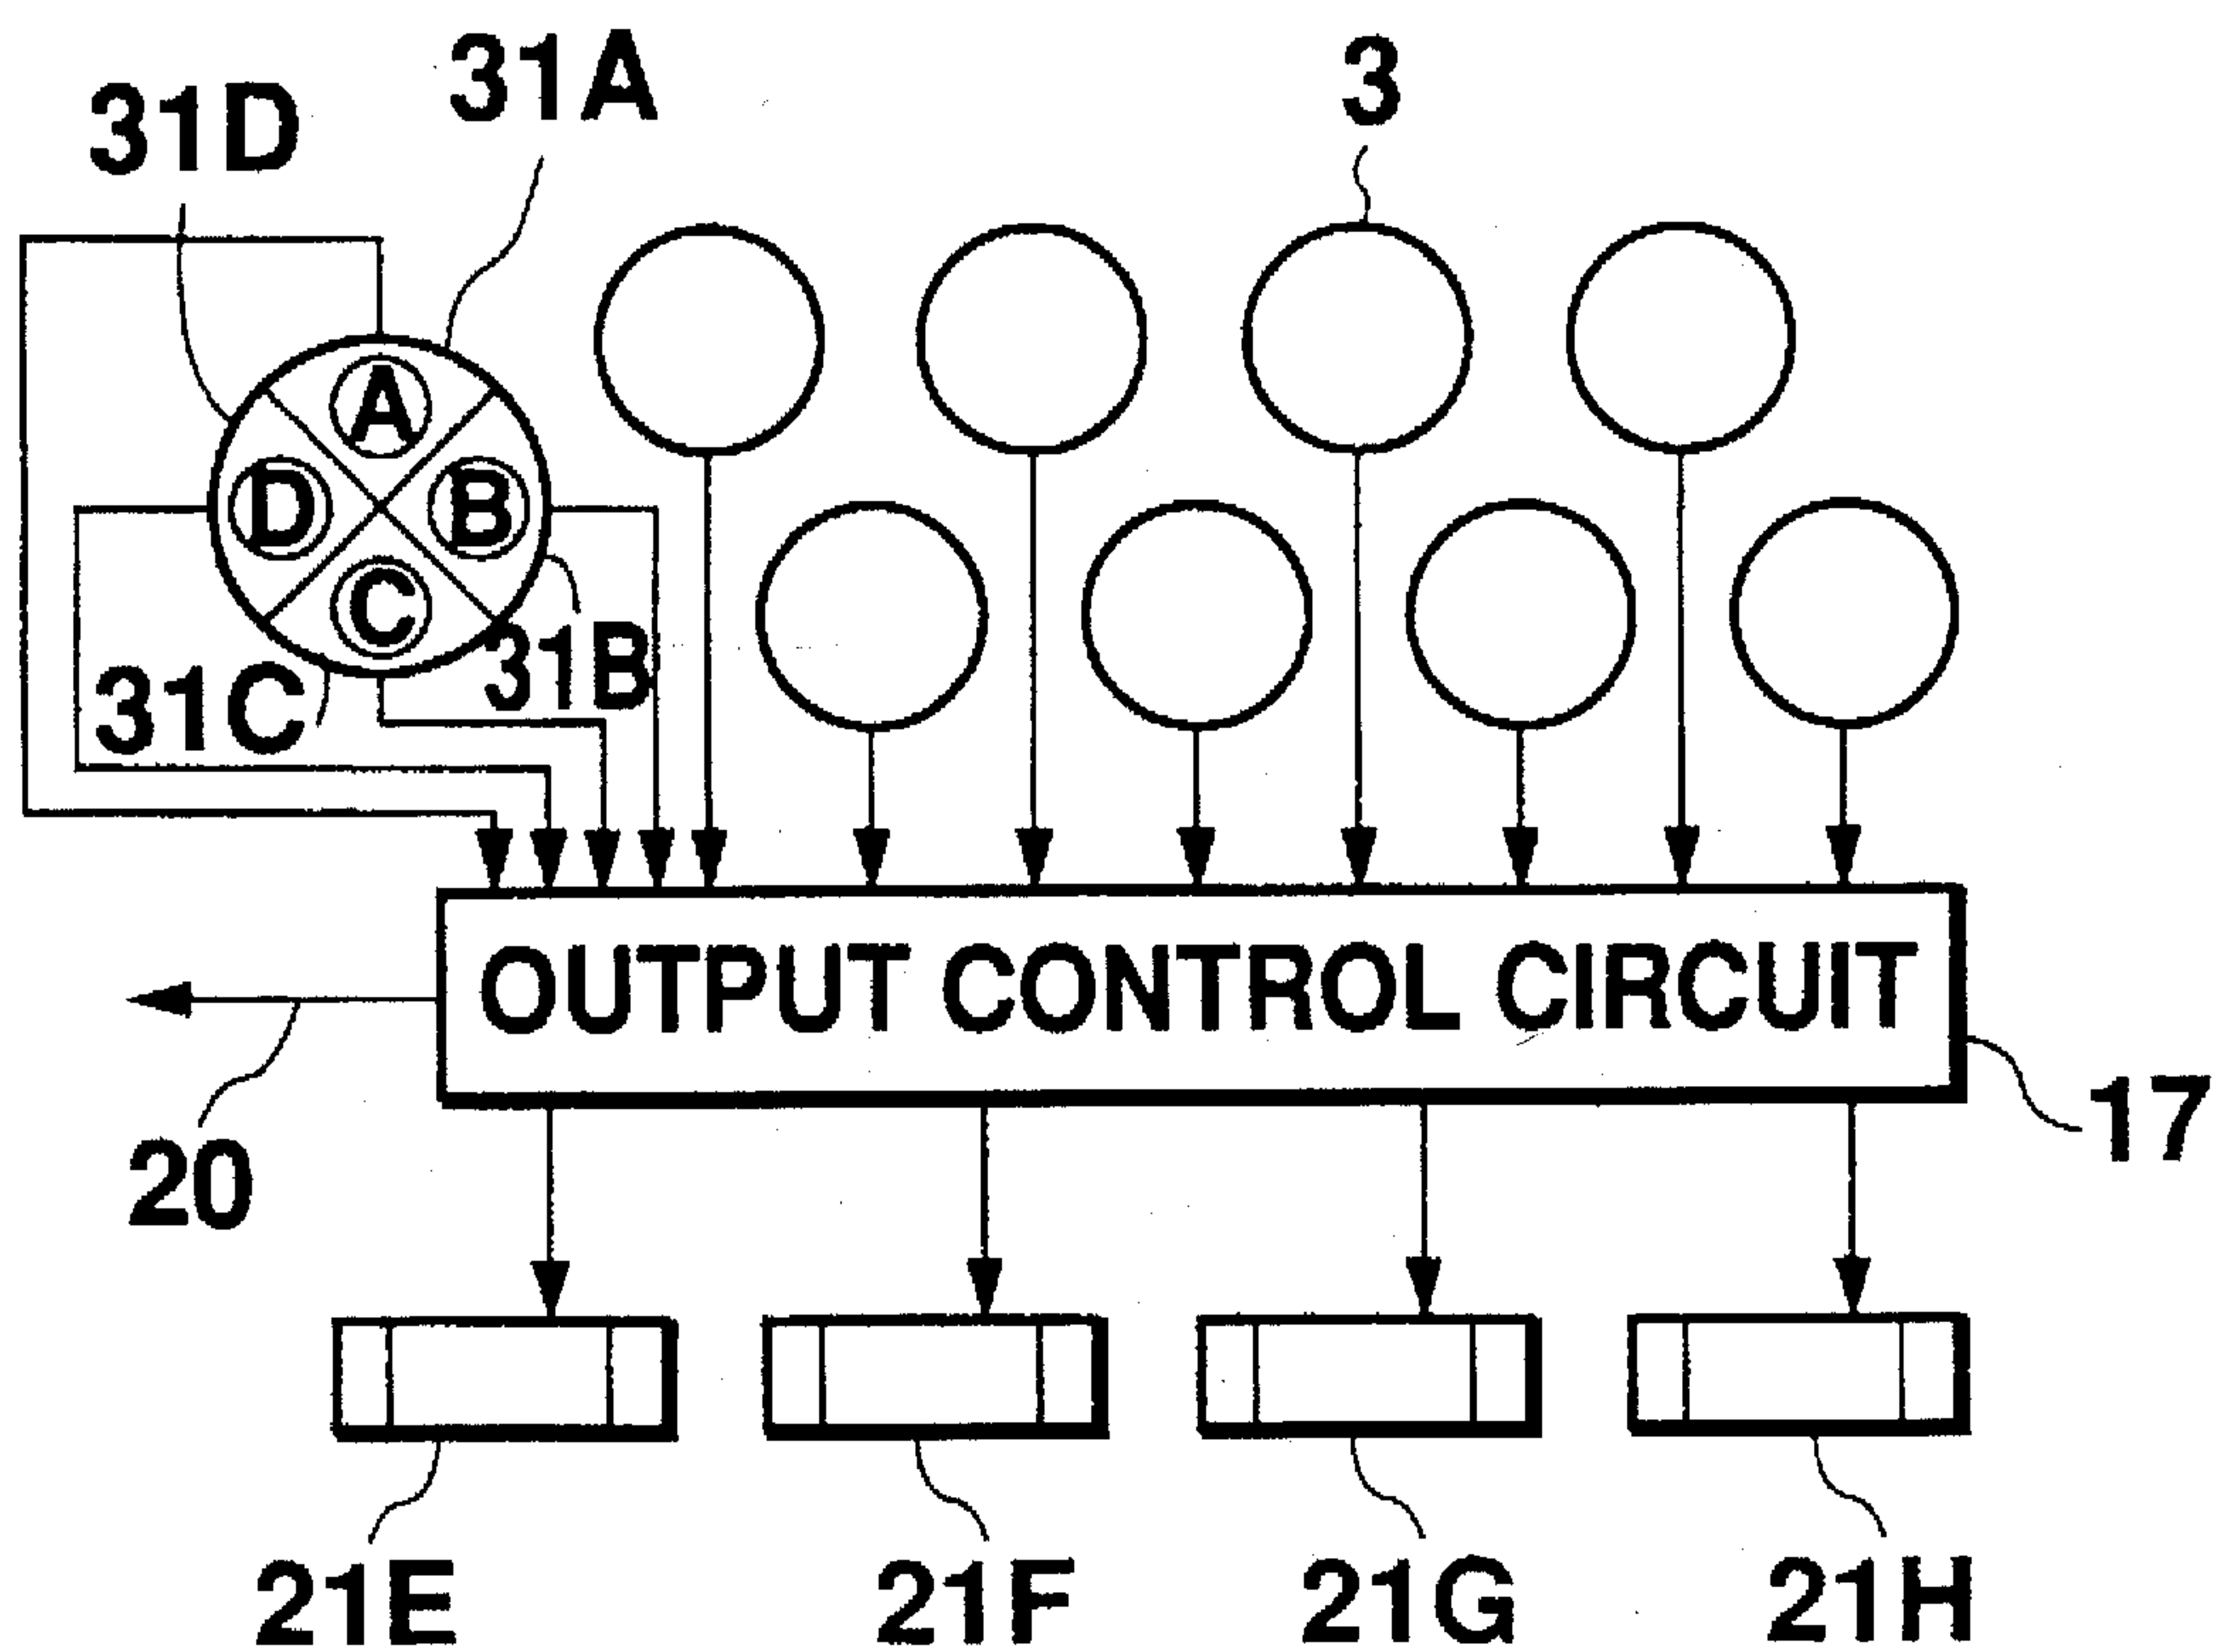 31D
31A
3
A
D
B
C
31B
31C
OUTPUT CONTROL CIRCUIT
17
20
21E
21F
21G
21H